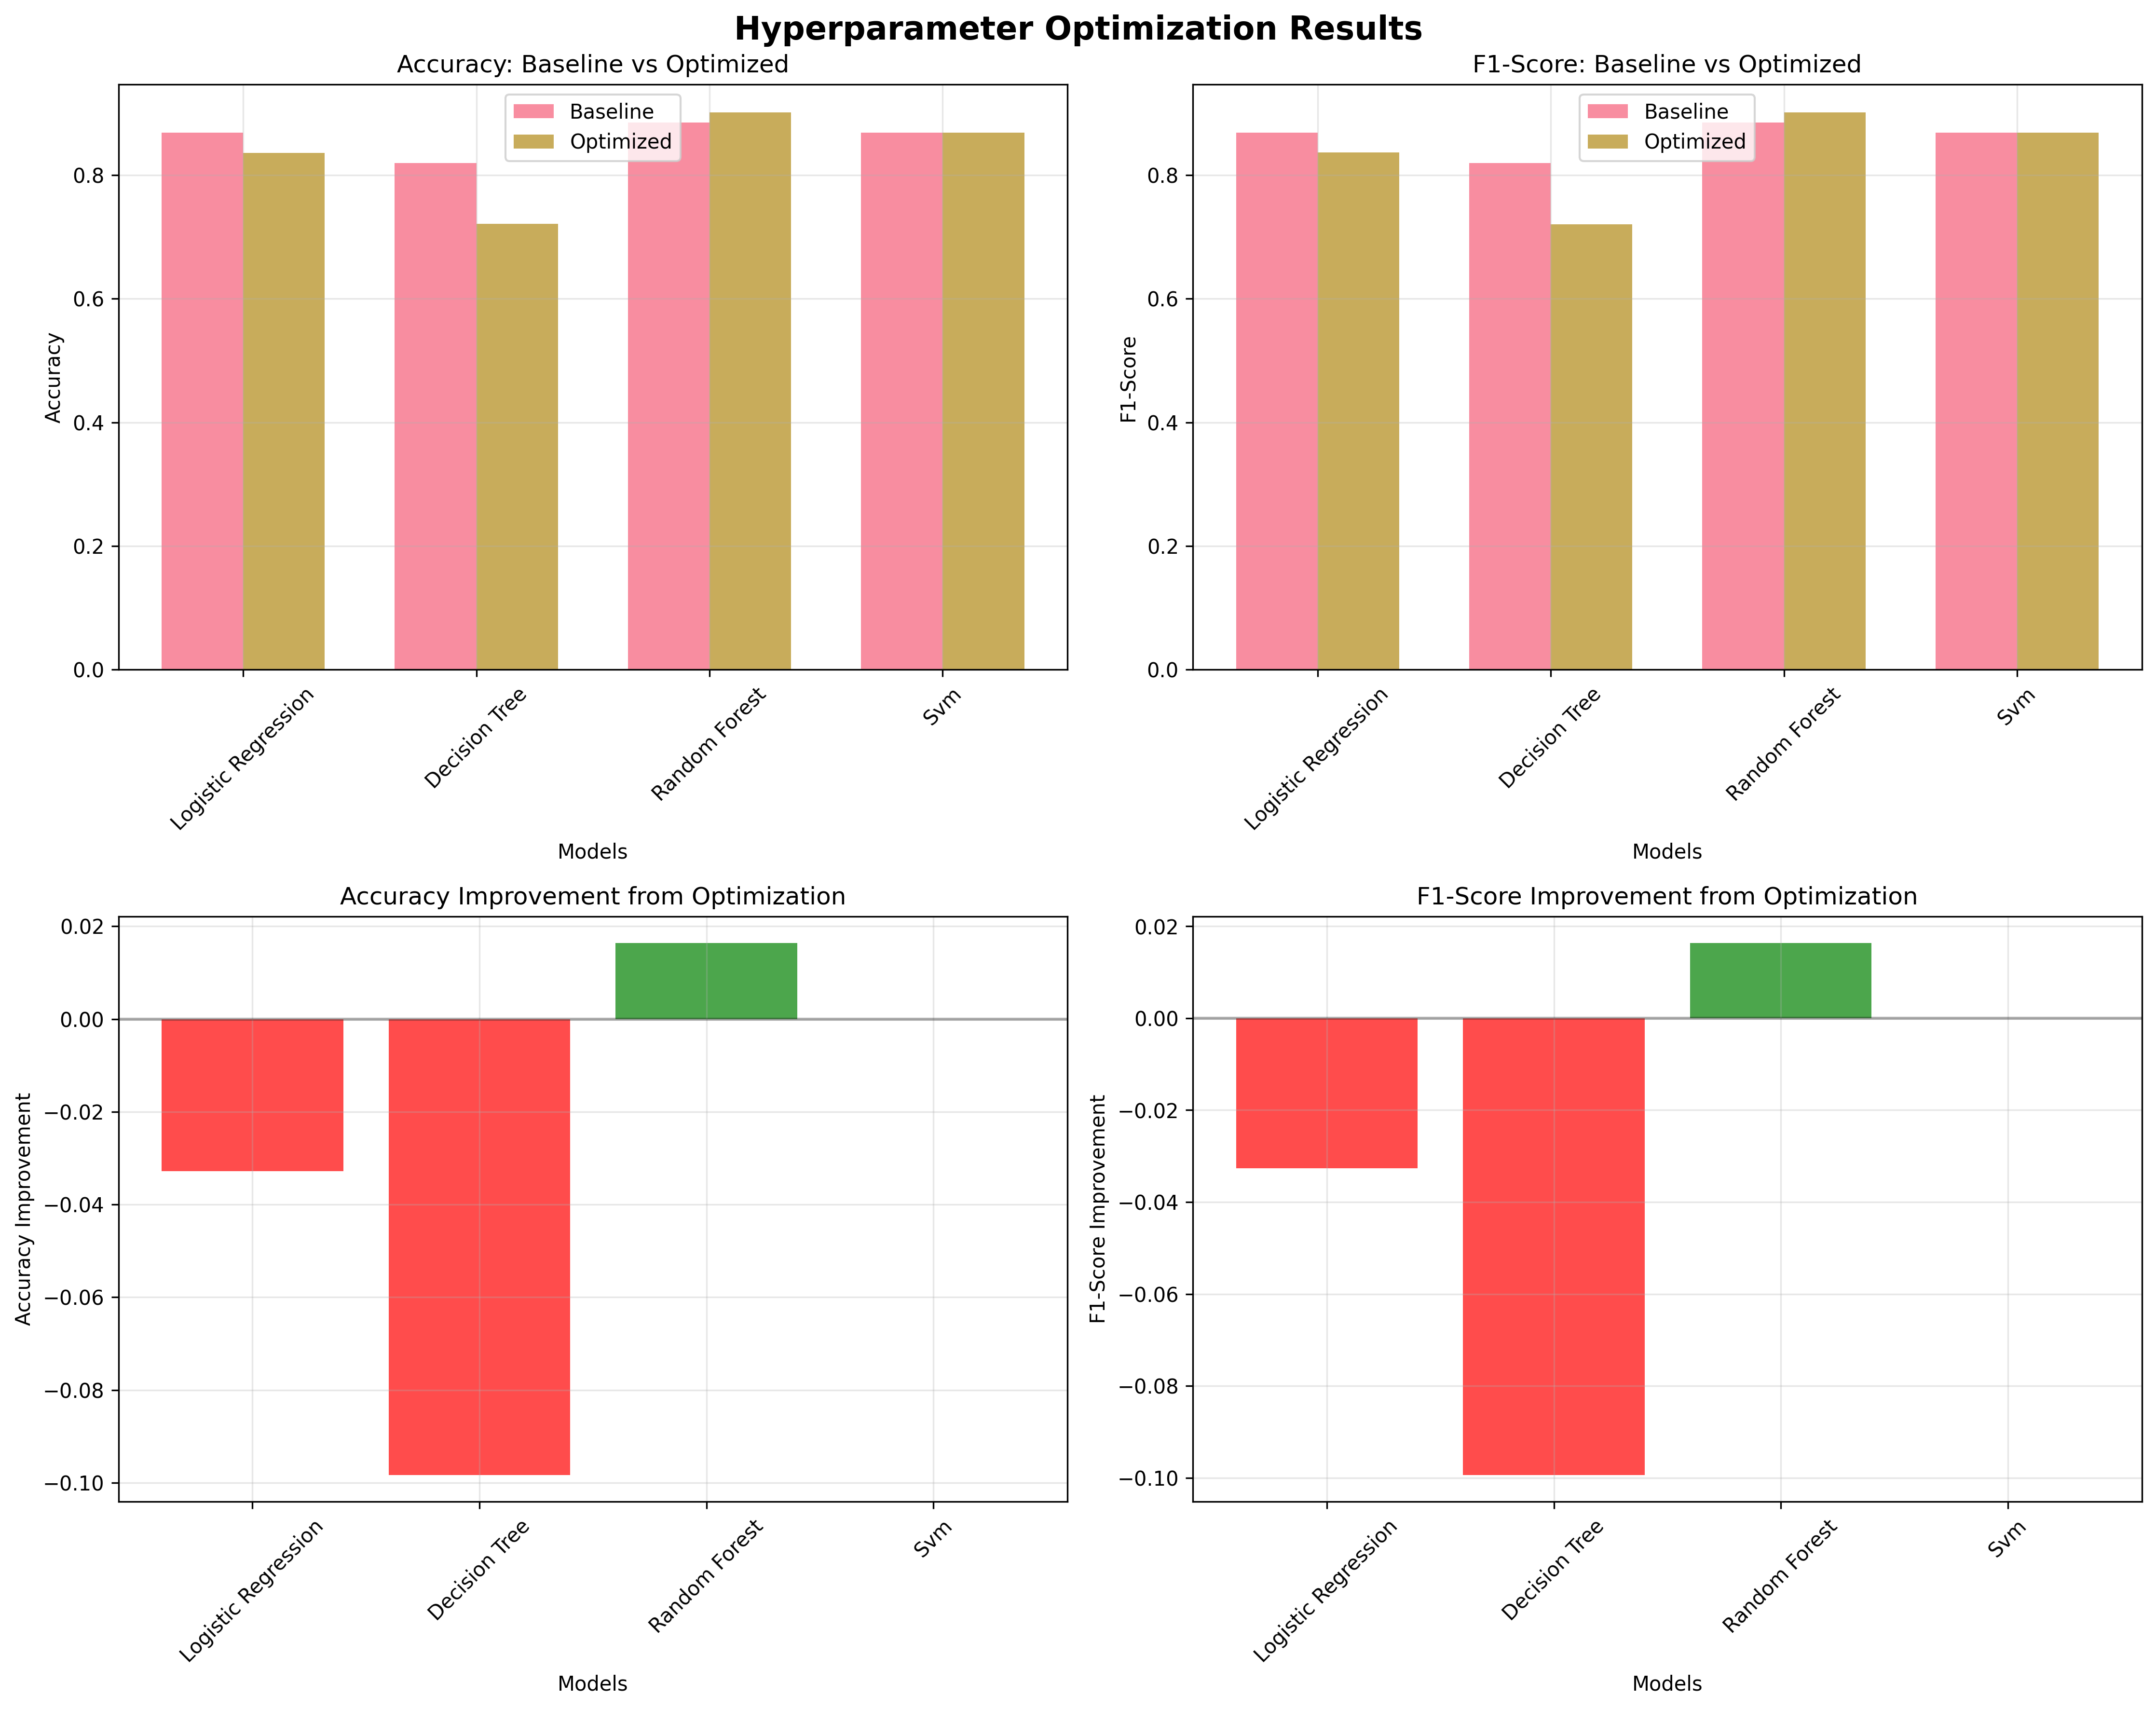 Hyperparameter Optimization Results
Accuracy: Baseline vs Optimized
Baseline
Optimized
Accuracy
0.8
0.6
0.4
0.2
0.0
Logistic Regression
Decision Tree
Random Forest
Svm
Models
F1-Score: Baseline vs Optimized
Baseline
Optimized
F1-Score
0.8
0.6
0.4
0.2
0.0
Logistic Regression
Decision Tree
Random Forest
Svm
Models
Accuracy Improvement from Optimization
Accuracy Improvement
0.02
0.00
−0.02
−0.04
−0.06
−0.08
−0.10
Logistic Regression
Decision Tree
Random Forest
Svm
Models
F1-Score Improvement from Optimization
F1-Score Improvement
0.02
0.00
−0.02
−0.04
−0.06
−0.08
−0.10
Logistic Regression
Decision Tree
Random Forest
Svm
Models